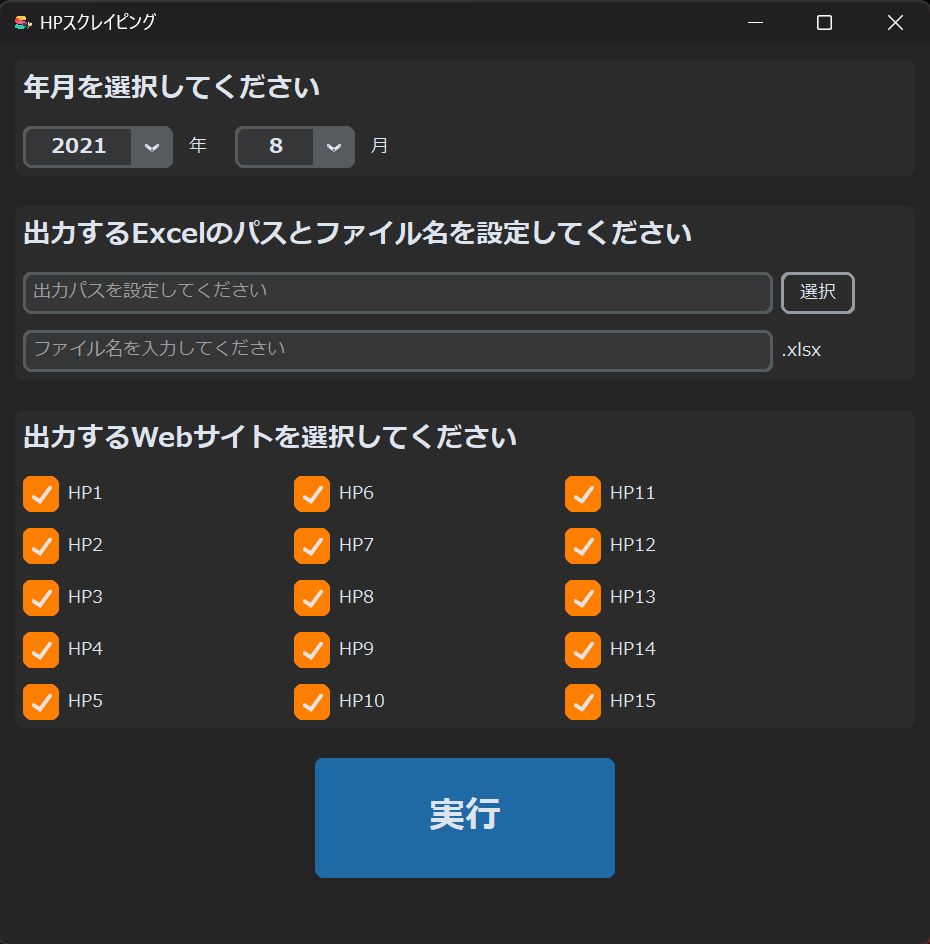 HPスクレイピング
年月を選択してください
2021 年 8 月
出力するExcelのパスとファイル名を設定してください
出力パスを設定してください 選択
ファイル名を入力してください .xlsx
出力するWebサイトを選択してください
HP1 HP6 HP11
HP2 HP7 HP12
HP3 HP8 HP13
HP4 HP9 HP14
HP5 HP10 HP15
実行